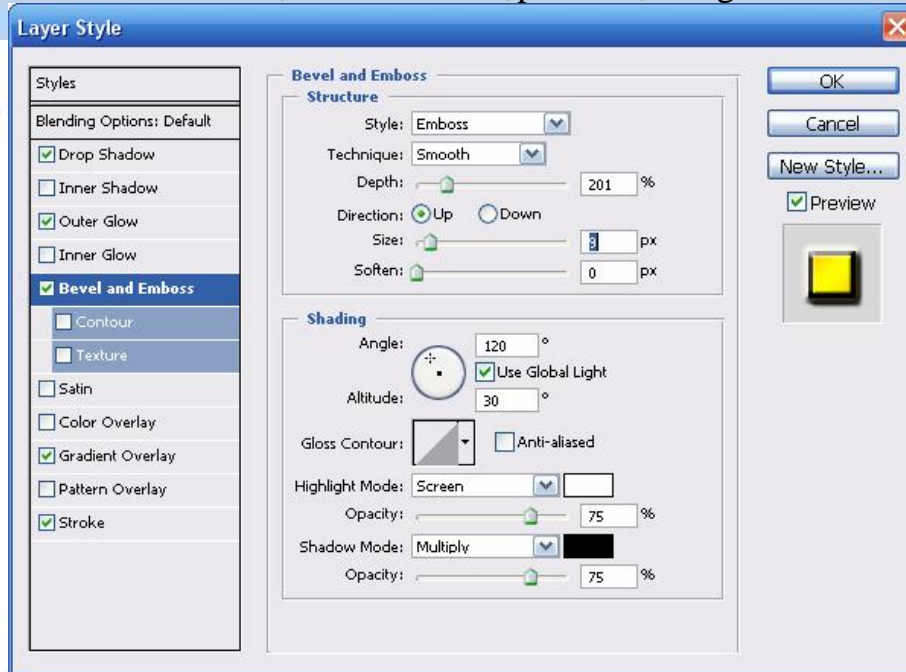 Layer Style
Styles
Blending Options: Default
Drop Shadow
Inner Shadow
Outer Glow
Inner Glow
Bevel and Emboss
Contour
Texture
Satin
Color Overlay
Gradient Overlay
Pattern Overlay
Stroke
Bevel and Emboss
Structure
Style: Emboss
Technique: Smooth
Depth: 201 %
Direction: Up Down
Size: px
Soften: 0 px
Shading
Angle: 120 °
Use Global Light
Altitude: 30 °
Gloss Contour: Anti-aliased
Highlight Mode: Screen
Opacity: 75 %
Shadow Mode: Multiply
Opacity: 75 %
OK
Cancel
New Style...
Preview